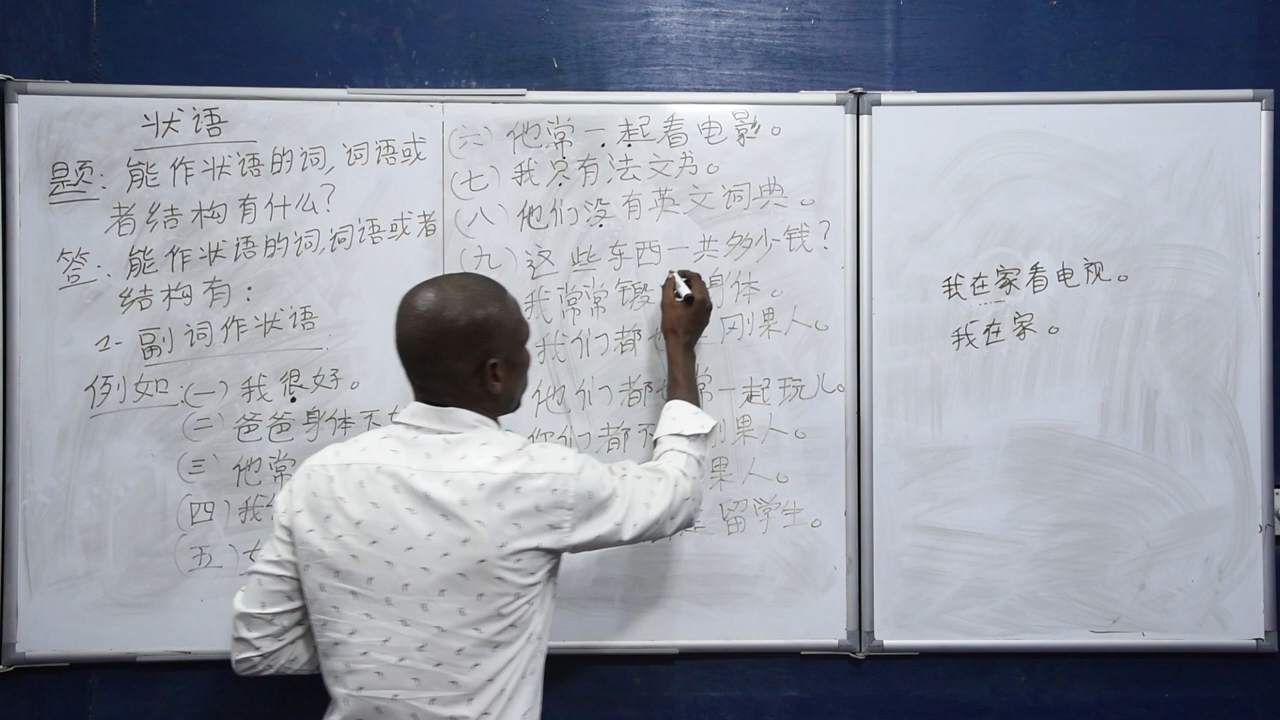 状语
题: 能作状语的词, 词语或
者结构有什么?
答: 能作状语的词,词语或者
结构有:
1- 副词作状语
例如:(一) 我很好。
(二) 爸爸身体不
(三) 他常
(四) 我
(五)
(六) 他常一起看电影。
(七) 我只有法文书。
(八) 他们没有英文词典。
(九) 这些东西一共多少钱?
我常常锻 身体。
我们都 刚果人。
他们都 常一起玩儿。
你们都不 刚果人。
果人。
留学生。
我在家看电视。
我在家。